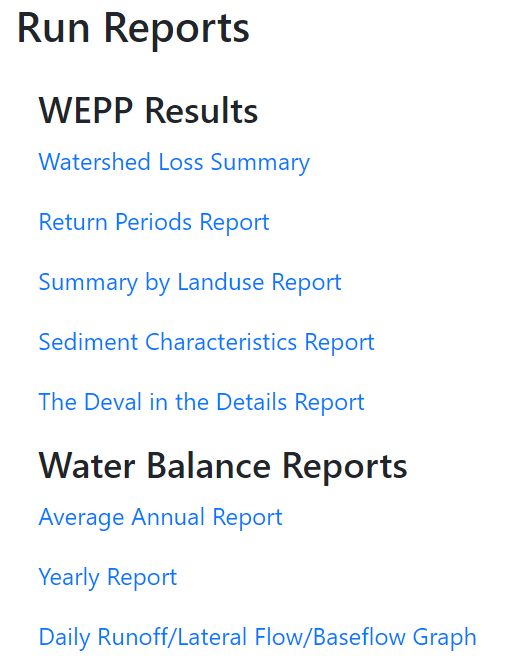 Run Reports
WEPP Results
Watershed Loss Summary
Return Periods Report
Summary by Landuse Report
Sediment Characteristics Report
The Deval in the Details Report
Water Balance Reports
Average Annual Report
Yearly Report
Daily Runoff/Lateral Flow/Baseflow Graph